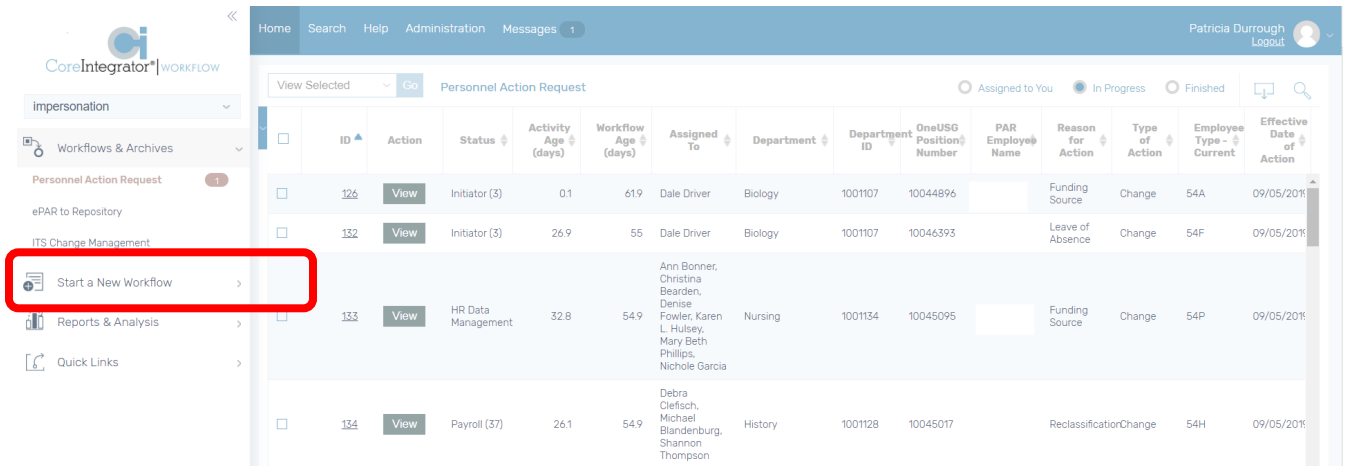 CoreIntegrator® WORKFLOW
impersonation
Workflows & Archives
Personnel Action Request 1
ePAR to Repository
ITS Change Management
Start a New Workflow
Reports & Analysis
Quick Links
Home Search Help Administration Messages 1
Patricia Durrough
Logout
View Selected Go Personnel Action Request Assigned to You In Progress Finished
ID Action Status Activity Age (days) Workflow Age (days) Assigned To Department Department ID OneUSG Position Number PAR Employee Name Reason for Action Type of Action Employee Type - Current Effective Date of Action
126 View Initiator (3) 0.1 61.9 Dale Driver Biology 1001107 10044896 Funding Source Change 54A 09/05/2019
132 View Initiator (3) 26.9 55 Dale Driver Biology 1001107 10046393 Leave of Absence Change 54F 09/05/2019
133 View HR Data Management 32.8 54.9 Ann Bonner, Christina Bearden, Denise Fowler, Karen L. Hulsey, Mary Beth Phillips, Nichole Garcia Nursing 1001134 10045095 Funding Source Change 54P 09/05/2019
134 View Payroll (37) 26.1 54.9 Debra Clefisch, Michael Blandenburg, Shannon Thompson History 1001128 10045017 Reclassification Change 54H 09/05/2019